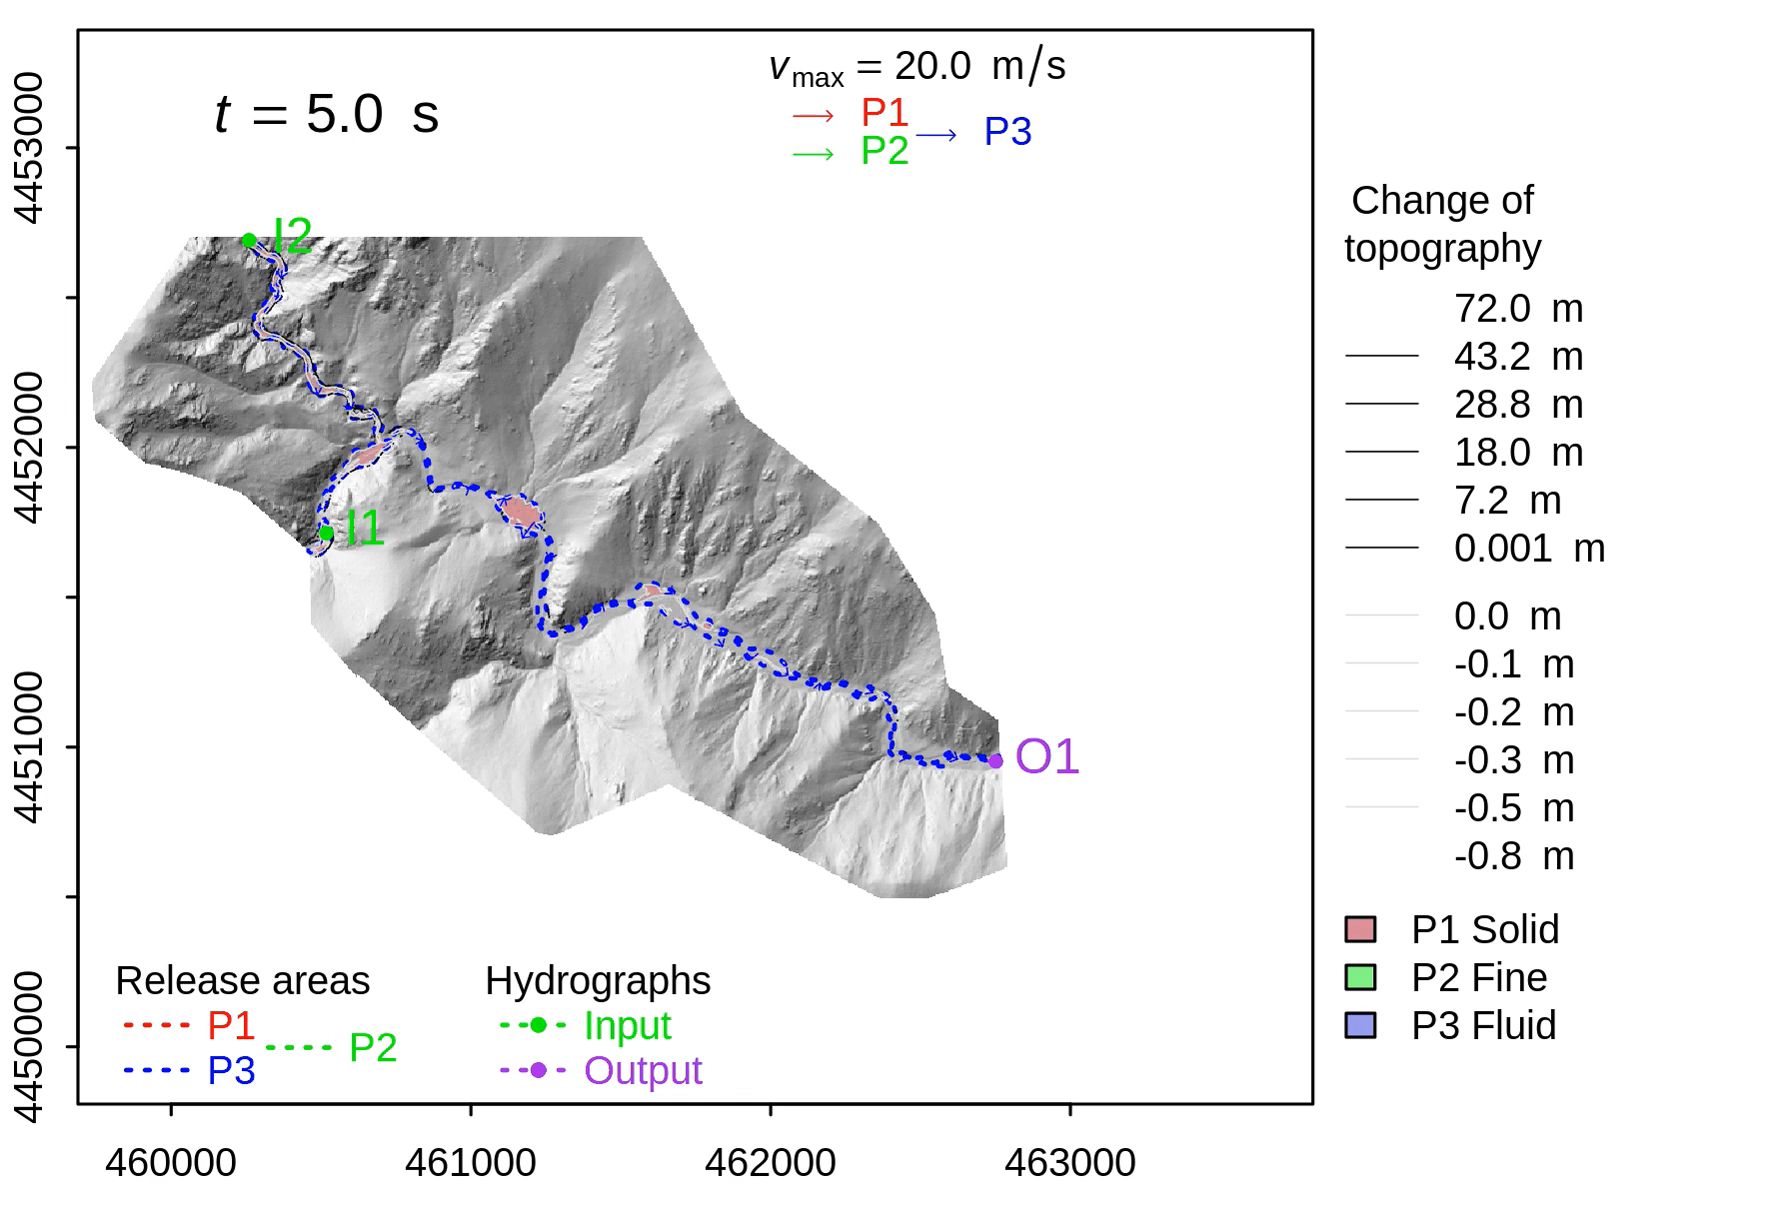 v max = 20.0 m/s
t = 5.0 s
P1
P3
P2
4453000
4452000
4451000
4450000
I2
I1
O1
Change of
topography
72.0 m
43.2 m
28.8 m
18.0 m
7.2 m
0.001 m
0.0 m
-0.1 m
-0.2 m
-0.3 m
-0.5 m
-0.8 m
P1 Solid
P2 Fine
P3 Fluid
Release areas
P1
P2
P3
Hydrographs
Input
Output
460000 461000 462000 463000